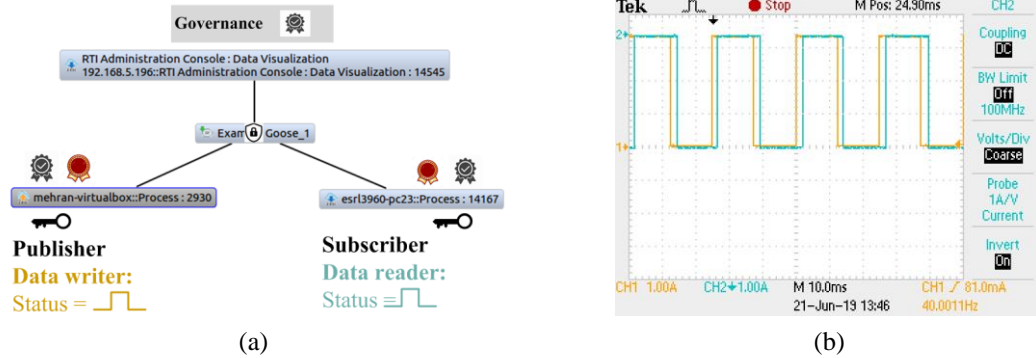 Governance
RTI Administration Console : Data Visualization
192.168.5.196::RTI Administration Console : Data Visualization : 14545
Exam Goose_1
mehran-virtualbox::Process : 2930
esrl3960-pc23::Process : 14167
Publisher
Data writer:
Status =
Subscriber
Data reader:
Status ≡
(a)
Tek
Stop
M Pos: 24.90ms
CH2
Coupling
DC
BW Limit
Off
100MHz
Volts/Div
Coarse
Probe
1A/V
Current
Invert
On
2
1
CH1 1.00A
CH2 1.00A
M 10.0ms
CH1 81.0mA
21-Jun-19 13:46
40.0011Hz
(b)